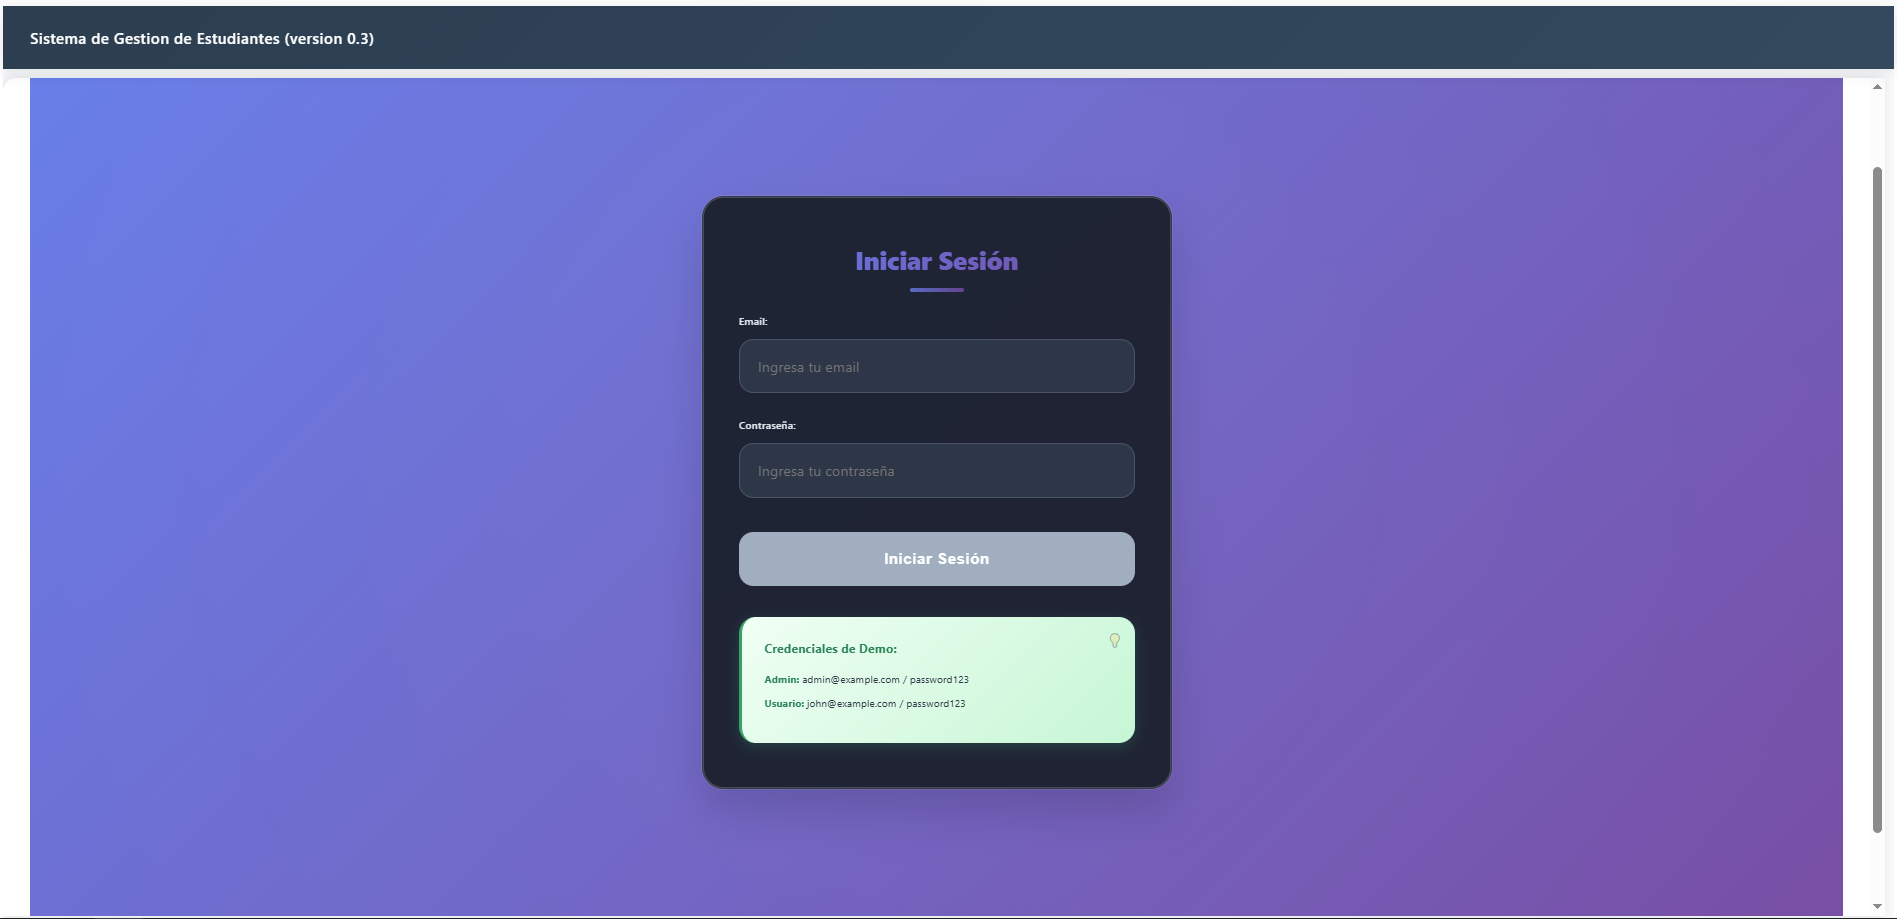 Sistema de Gestion de Estudiantes (version 0.3)
Iniciar Sesión
Email:
Ingresa tu email
Contraseña:
Ingresa tu contraseña
Iniciar Sesión
Credenciales de Demo:
Admin: admin@example.com / password123
Usuario: john@example.com / password123